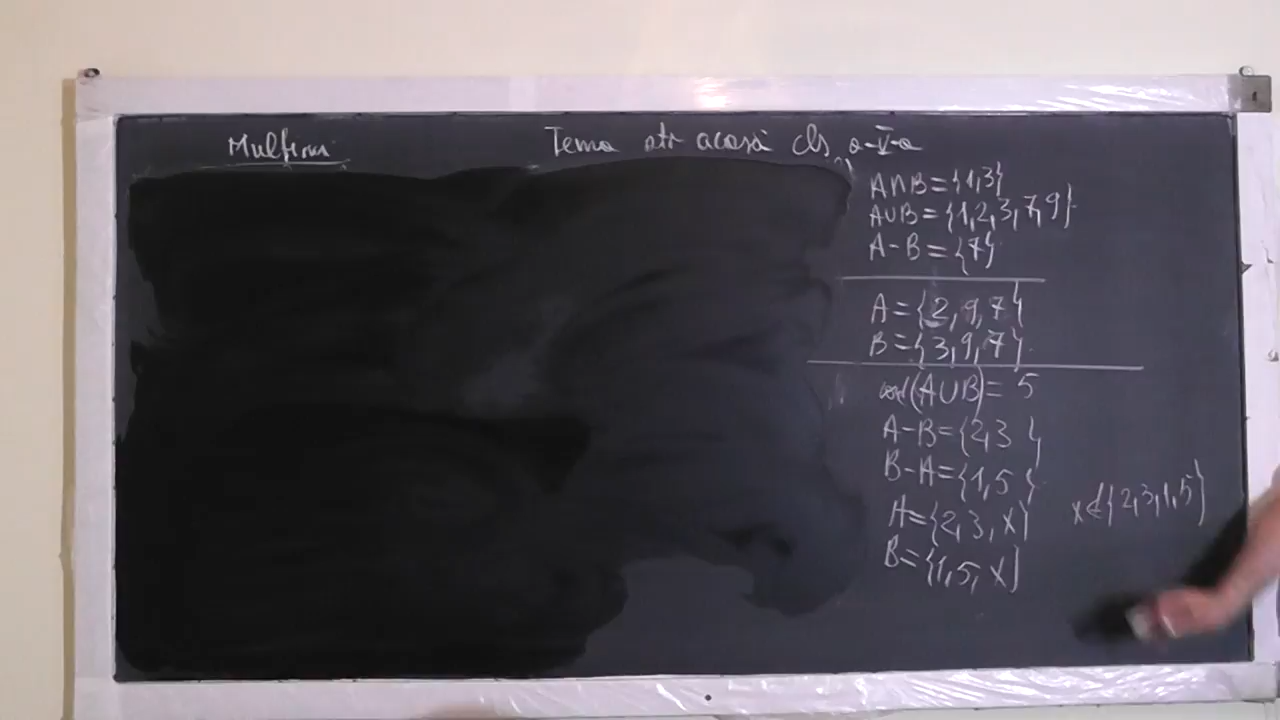 Mulțimi
Tema ptr acasă cls a-V-a
A∩B={1,3}
A∪B={1,2,3,7,9}
A-B={7}
A={2,9,7}
B={3,9,7}
card(A∪B)=5
A-B={2,3}
B-A={1,5}
A={2,3,x} x∉{2,3,1,5}
B={1,5,x}